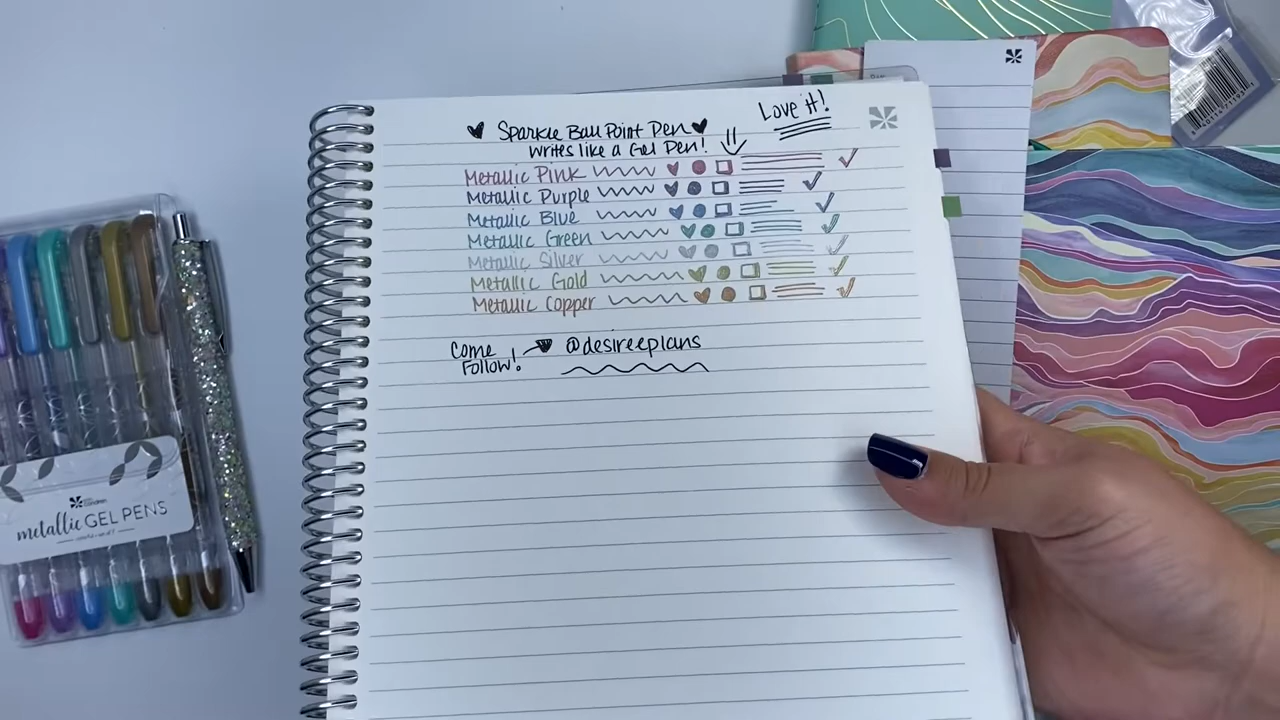 Love it!
Sparkle Ball Point Pen
Writes like a Gel Pen!
Metallic Pink
Metallic Purple
Metallic Blue
Metallic Green
Metallic Silver
Metallic Gold
Metallic Copper
Come
Follow!
@desireeplans
metallic GEL PENS